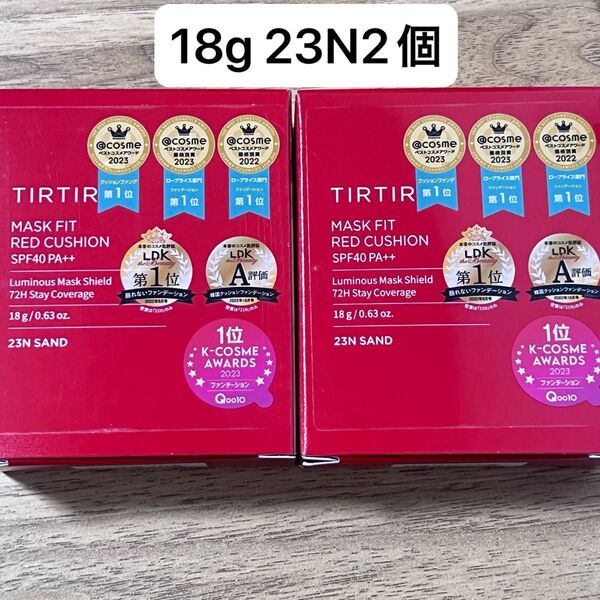 18g 23N2個
@cosme
ベストコスメアワード
2023
クッションファンデ
第1位
@cosme
ベストコスメアワード
2023
ロープライス部門
ファンデーション
第1位
@cosme
ベストコスメアワード
2022
ロープライス部門
ファンデーション
第1位
TIRTIR
MASK FIT
RED CUSHION
SPF40 PA++
Luminous Mask Shield
72H Stay Coverage
18 g / 0.63 oz.
23N SAND
LDK
the Beauty
第1位
崩れないファンデーション
LDK
the Beauty
A評価
韓国クッションファンデーション
1位
K-COSME
AWARDS
2023
ファンデーション
Qoo10
@cosme
ベストコスメアワード
2023
クッションファンデ
第1位
@cosme
ベストコスメアワード
2023
ロープライス部門
ファンデーション
第1位
@cosme
ベストコスメアワード
2022
ロープライス部門
ファンデーション
第1位
TIRTIR
MASK FIT
RED CUSHION
SPF40 PA++
Luminous Mask Shield
72H Stay Coverage
18 g / 0.63 oz.
23N SAND
LDK
the Beauty
第1位
崩れないファンデーション
LDK
A評価
韓国クッションファンデーション
1位
K-COSME
AWARDS
2023
ファンデーション
Qoo10